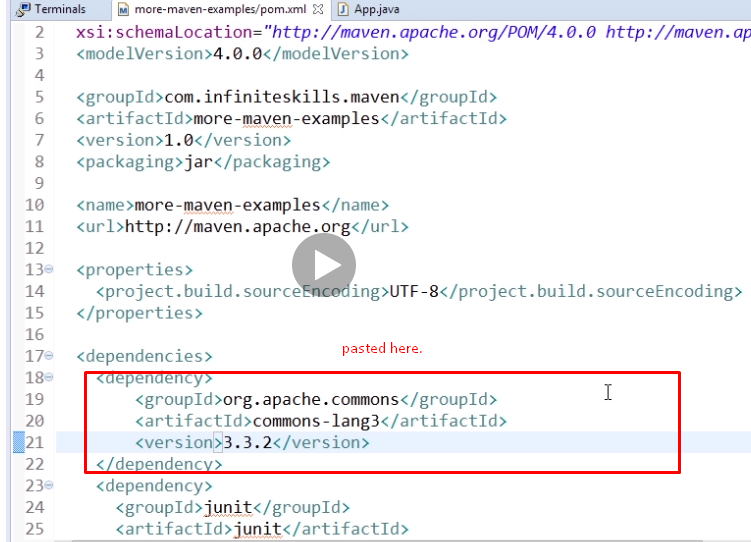 Terminals more-maven-examples/pom.xml App.java
2 xsi:schemaLocation="http://maven.apache.org/POM/4.0.0 http://maven.ap
3 <modelVersion>4.0.0</modelVersion>
4
5 <groupId>com.infiniteskills.maven</groupId>
6 <artifactId>more-maven-examples</artifactId>
7 <version>1.0</version>
8 <packaging>jar</packaging>
9
10 <name>more-maven-examples</name>
11 <url>http://maven.apache.org</url>
12
13 <properties>
14 <project.build.sourceEncoding>UTF-8</project.build.sourceEncoding>
15 </properties>
16
pasted here.
17 <dependencies>
18 <dependency>
19 <groupId>org.apache.commons</groupId>
20 <artifactId>commons-lang3</artifactId>
21 <version>3.3.2</version>
22 </dependency>
23 <dependency>
24 <groupId>junit</groupId>
25 <artifactId>junit</artifactId>